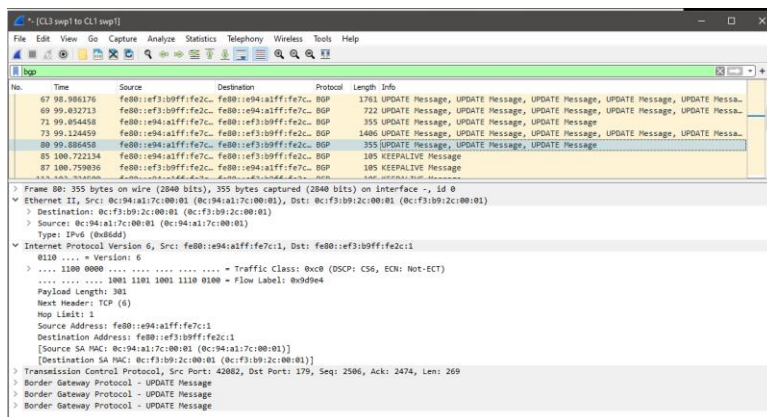 *- [CL3 swp1 to CL1 swp1]
File Edit View Go Capture Analyze Statistics Telephony Wireless Tools Help
bgp
No. Time Source Destination Protocol Length Info
67 98.986176 fe80::ef3:b9ff:fe2c… fe80::e94:a1ff:fe7c… BGP 1761 UPDATE Message, UPDATE Message, UPDATE Message, UPDATE Message, UPDATE Messa…
69 99.032713 fe80::ef3:b9ff:fe2c… fe80::e94:a1ff:fe7c… BGP 722 UPDATE Message, UPDATE Message, UPDATE Message, UPDATE Message, UPDATE Messa…
71 99.054458 fe80::e94:a1ff:fe7c… fe80::ef3:b9ff:fe2c… BGP 355 UPDATE Message, UPDATE Message, UPDATE Message
73 99.124459 fe80::e94:a1ff:fe7c… fe80::ef3:b9ff:fe2c… BGP 1406 UPDATE Message, UPDATE Message, UPDATE Message, UPDATE Message, UPDATE Messa…
80 99.886458 fe80::e94:a1ff:fe7c… fe80::ef3:b9ff:fe2c… BGP 355 UPDATE Message, UPDATE Message, UPDATE Message
85 100.722134 fe80::ef3:b9ff:fe2c… fe80::e94:a1ff:fe7c… BGP 105 KEEPALIVE Message
87 100.759036 fe80::e94:a1ff:fe7c… fe80::ef3:b9ff:fe2c… BGP 105 KEEPALIVE Message
Frame 80: 355 bytes on wire (2840 bits), 355 bytes captured (2840 bits) on interface -, id 0
Ethernet II, Src: 0c:94:a1:7c:00:01 (0c:94:a1:7c:00:01), Dst: 0c:f3:b9:2c:00:01 (0c:f3:b9:2c:00:01)
Destination: 0c:f3:b9:2c:00:01 (0c:f3:b9:2c:00:01)
Source: 0c:94:a1:7c:00:01 (0c:94:a1:7c:00:01)
Type: IPv6 (0x86dd)
Internet Protocol Version 6, Src: fe80::e94:a1ff:fe7c:1, Dst: fe80::ef3:b9ff:fe2c:1
0110 .... = Version: 6
.... 1100 0000 .... .... .... .... .... = Traffic Class: 0xc0 (DSCP: CS6, ECN: Not-ECT)
.... .... .... 1001 1101 1001 1110 0100 = Flow Label: 0x9d9e4
Payload Length: 301
Next Header: TCP (6)
Hop Limit: 1
Source Address: fe80::e94:a1ff:fe7c:1
Destination Address: fe80::ef3:b9ff:fe2c:1
[Source SA MAC: 0c:94:a1:7c:00:01 (0c:94:a1:7c:00:01)]
[Destination SA MAC: 0c:f3:b9:2c:00:01 (0c:f3:b9:2c:00:01)]
Transmission Control Protocol, Src Port: 42082, Dst Port: 179, Seq: 2506, Ack: 2474, Len: 269
Border Gateway Protocol - UPDATE Message
Border Gateway Protocol - UPDATE Message
Border Gateway Protocol - UPDATE Message